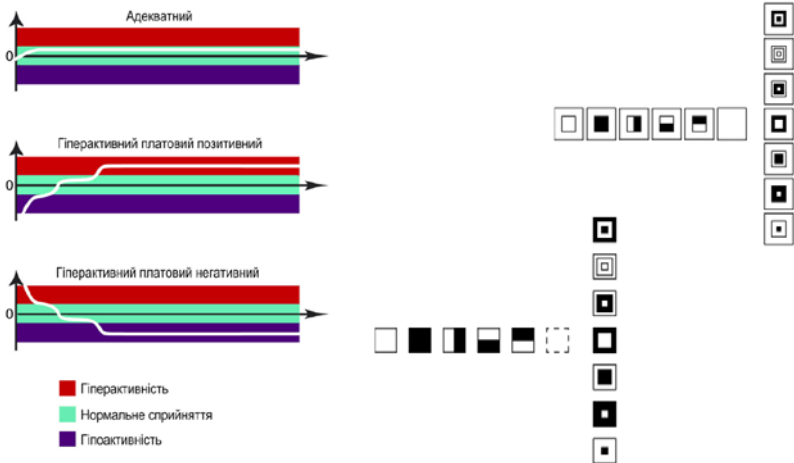 Адекватний
0
Гіперактивний платовий позитивний
0
Гіперактивний платовий негативний
0
Гіперактивність
Нормальне сприйняття
Гіпоактивність